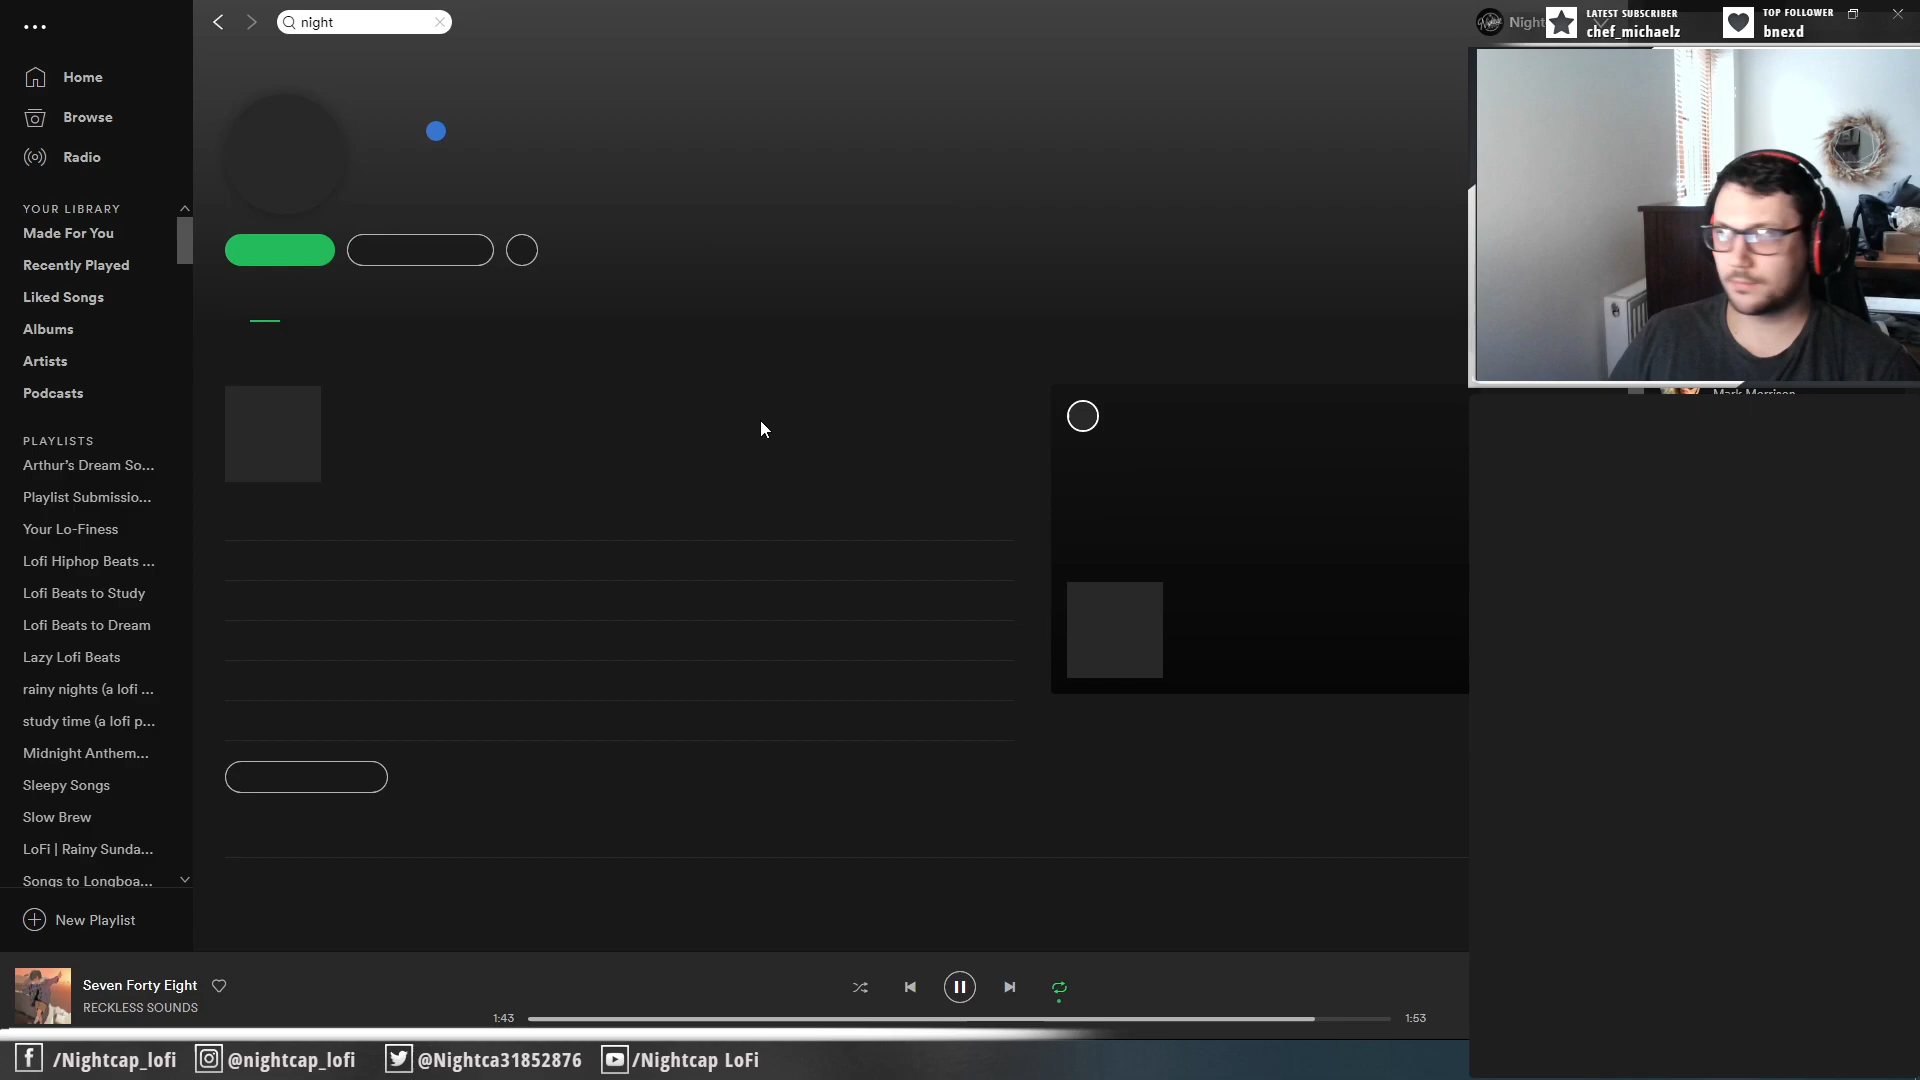 night
Night
LATEST SUBSCRIBER
chef_michaelz
TOP FOLLOWER
bnexd
Home
Browse
Radio
YOUR LIBRARY
Made For You
Recently Played
Liked Songs
Albums
Artists
Podcasts
Mark Morrison
PLAYLISTS
Arthur's Dream So...
Playlist Submissio...
Your Lo-Finess
Lofi Hiphop Beats ...
Lofi Beats to Study
Lofi Beats to Dream
Lazy Lofi Beats
rainy nights (a lofi ...
study time (a lofi p...
Midnight Anthem...
Sleepy Songs
Slow Brew
LoFi | Rainy Sunda...
Songs to Longboa...
New Playlist
Seven Forty Eight
RECKLESS SOUNDS
1:43
1:53
/Nightcap_lofi
@nightcap_lofi
@Nightca31852876
/Nightcap LoFi